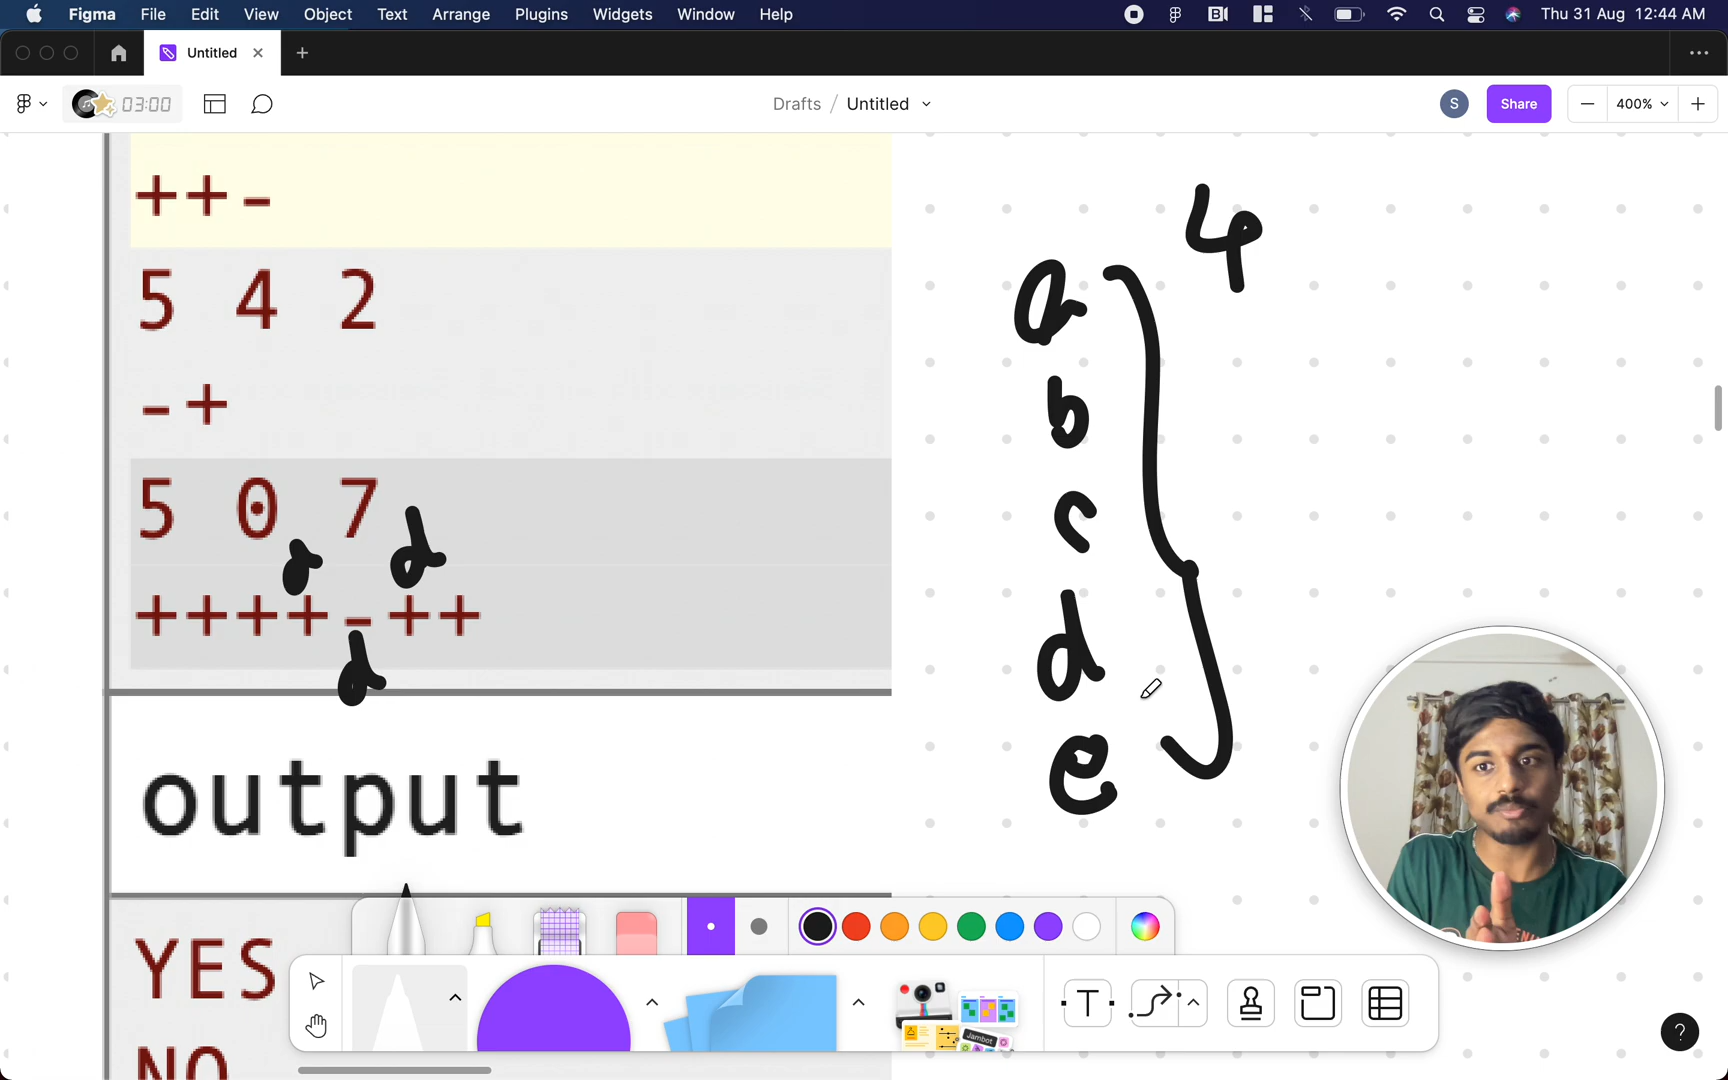 Figma File Edit View Object Text Arrange Plugins Widgets Window Help Thu 31 Aug 12:44 AM
Untitled
03:00 Drafts / Untitled S Share 400%
++-
5 4 2
-+
5 0 7
++++-++
output
YES
NO
4
a
b
c
d
e
d
d
T
Jambot
?